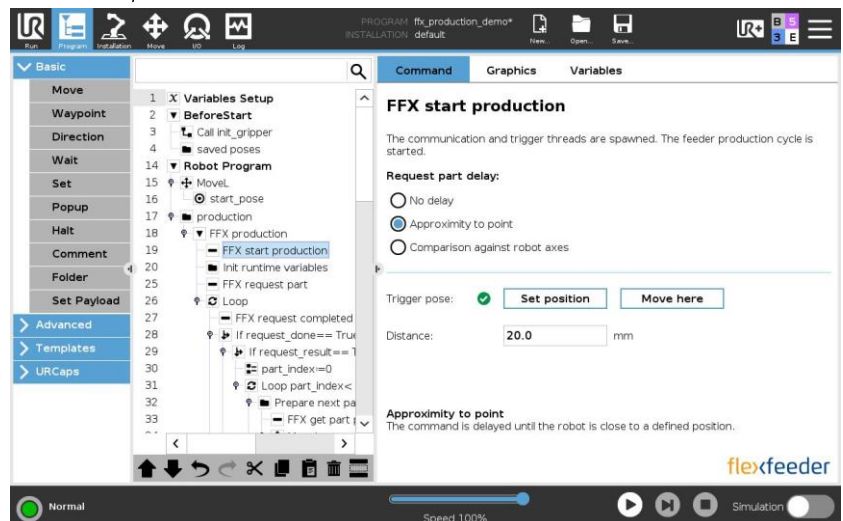 PROGRAM ffx_production_demo*
INSTALLATION default
Run
Program
Installation
Move
I/O
Log
New...
Open...
Save...
UR+
B 5
3 E
Basic
Move
Waypoint
Direction
Wait
Set
Popup
Halt
Comment
Folder
Set Payload
Advanced
Templates
URCaps
1 X Variables Setup
2 BeforeStart
3 Call init_gripper
4 saved poses
14 Robot Program
15 MoveL
16 start_pose
17 production
18 FFX production
19 FFX start production
20 Init runtime variables
25 FFX request part
26 Loop
27 FFX request completed
28 If request_done== True
29 If request_result== T
30 part_index:=0
31 Loop part_index<
32 Prepare next pa
33 FFX get part p
Command Graphics Variables
FFX start production
The communication and trigger threads are spawned. The feeder production cycle is
started.
Request part delay:
No delay
Approximity to point
Comparison against robot axes
Trigger pose: Set position Move here
Distance: 20.0 mm
Approximity to point
The command is delayed until the robot is close to a defined position.
flexfeeder
Normal
Speed 100%
Simulation